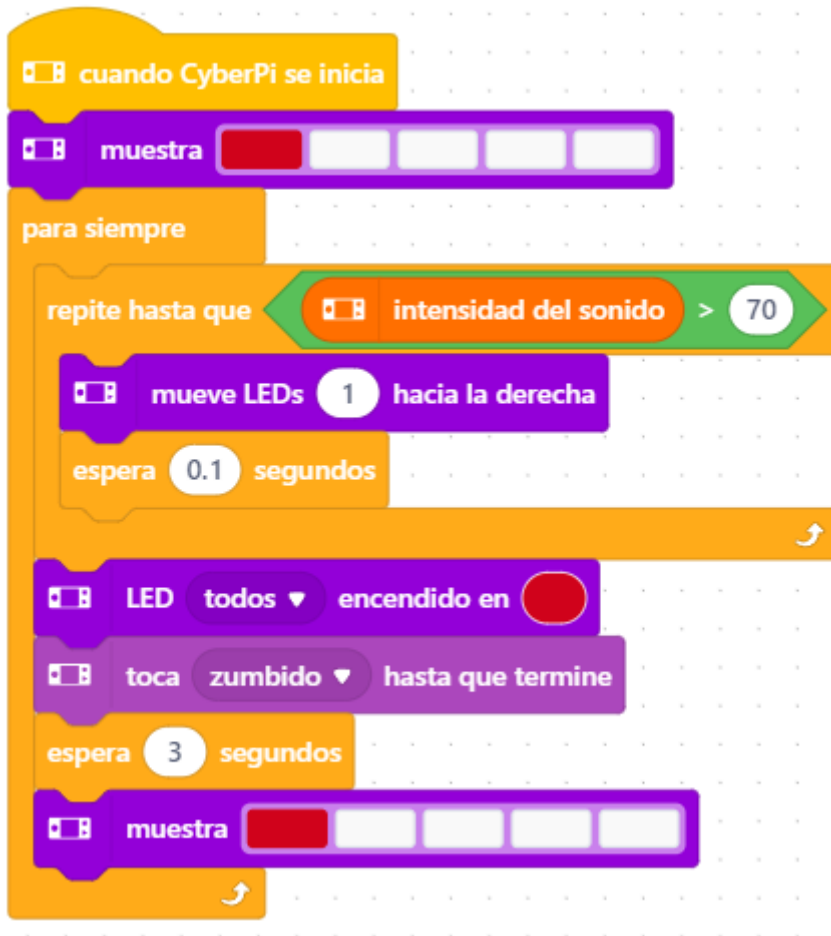 cuando CyberPi se inicia
muestra
para siempre
repite hasta que intensidad del sonido > 70
mueve LEDs 1 hacia la derecha
espera 0.1 segundos
LED todos encendido en
toca zumbido hasta que termine
espera 3 segundos
muestra